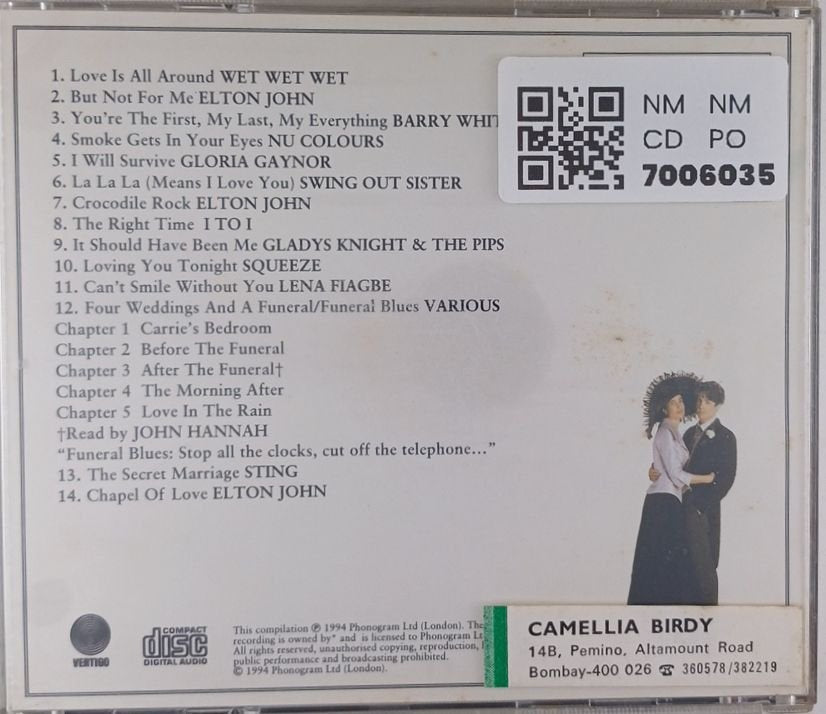 1. Love Is All Around WET WET WET
2. But Not For Me ELTON JOHN
3. You're The First, My Last, My Everything BARRY WHIT
4. Smoke Gets In Your Eyes NU COLOURS
5. I Will Survive GLORIA GAYNOR
6. La La La (Means I Love You) SWING OUT SISTER
7. Crocodile Rock ELTON JOHN
8. The Right Time I TO I
9. It Should Have Been Me GLADYS KNIGHT & THE PIPS
10. Loving You Tonight SQUEEZE
11. Can't Smile Without You LENA FIAGBE
12. Four Weddings And A Funeral/Funeral Blues VARIOUS
Chapter 1 Carrie's Bedroom
Chapter 2 Before The Funeral
Chapter 3 After The Funeral†
Chapter 4 The Morning After
Chapter 5 Love In The Rain
†Read by JOHN HANNAH
"Funeral Blues: Stop all the clocks, cut off the telephone..."
13. The Secret Marriage STING
14. Chapel Of Love ELTON JOHN
NM NM
CD PO
7006035
VERTIGO
COMPACT
disc
DIGITAL AUDIO
This compilation ℗ 1994 Phonogram Ltd (London). The
recording is owned by* and is licensed to Phonogram Lt
All rights reserved, unauthorised copying, reproduction,
public performance and broadcasting prohibited.
© 1994 Phonogram Ltd (London).
CAMELLIA BIRDY
14B, Pemino, Altamount Road
Bombay-400 026 ☎ 360578/382219